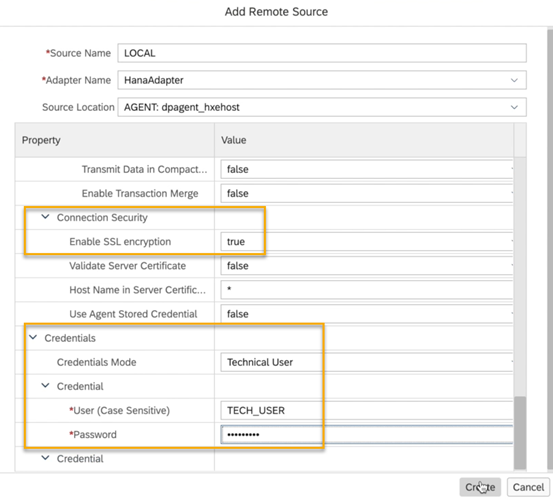 Add Remote Source
*Source Name LOCAL
*Adapter Name HanaAdapter
Source Location AGENT: dpagent_hxehost
Property Value
Transmit Data in Compact... false
Enable Transaction Merge false
Connection Security
Enable SSL encryption true
Validate Server Certificate false
Host Name in Server Certific... *
Use Agent Stored Credential false
Credentials
Credentials Mode Technical User
Credential
*User (Case Sensitive) TECH_USER
*Password •••••••••
Credential
Create Cancel